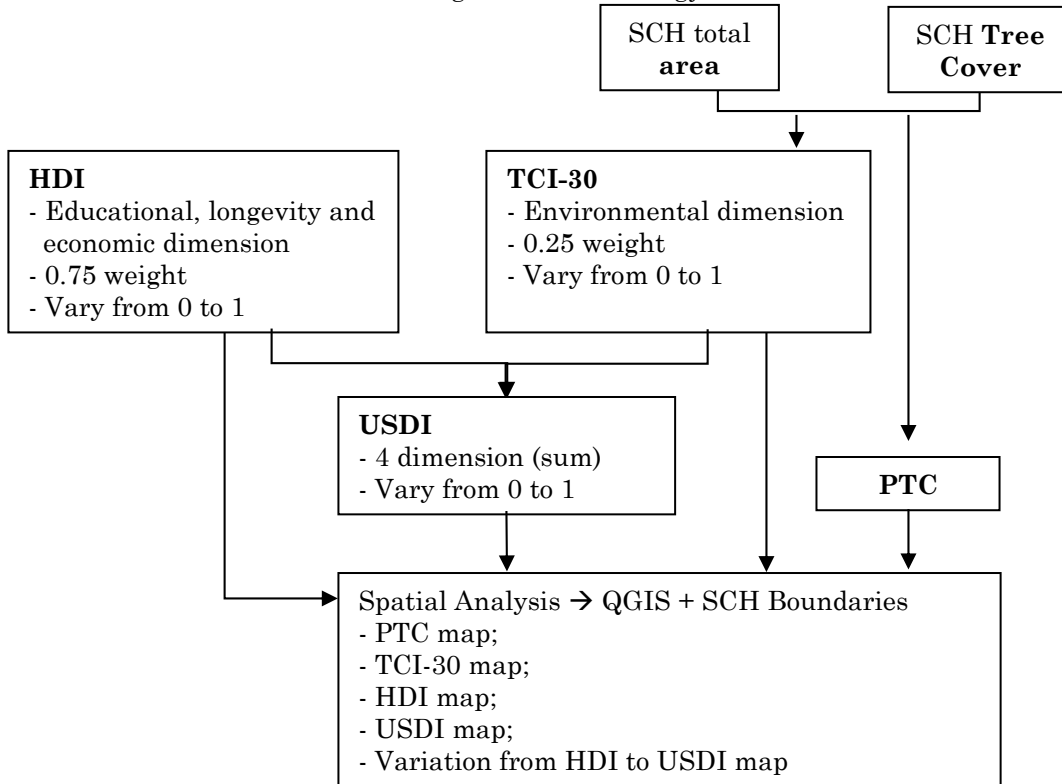 SCH total
area
SCH Tree
Cover
HDI
- Educational, longevity and
economic dimension
- 0.75 weight
- Vary from 0 to 1
TCI-30
- Environmental dimension
- 0.25 weight
- Vary from 0 to 1
USDI
- 4 dimension (sum)
- Vary from 0 to 1
PTC
Spatial Analysis → QGIS + SCH Boundaries
- PTC map;
- TCI-30 map;
- HDI map;
- USDI map;
- Variation from HDI to USDI map